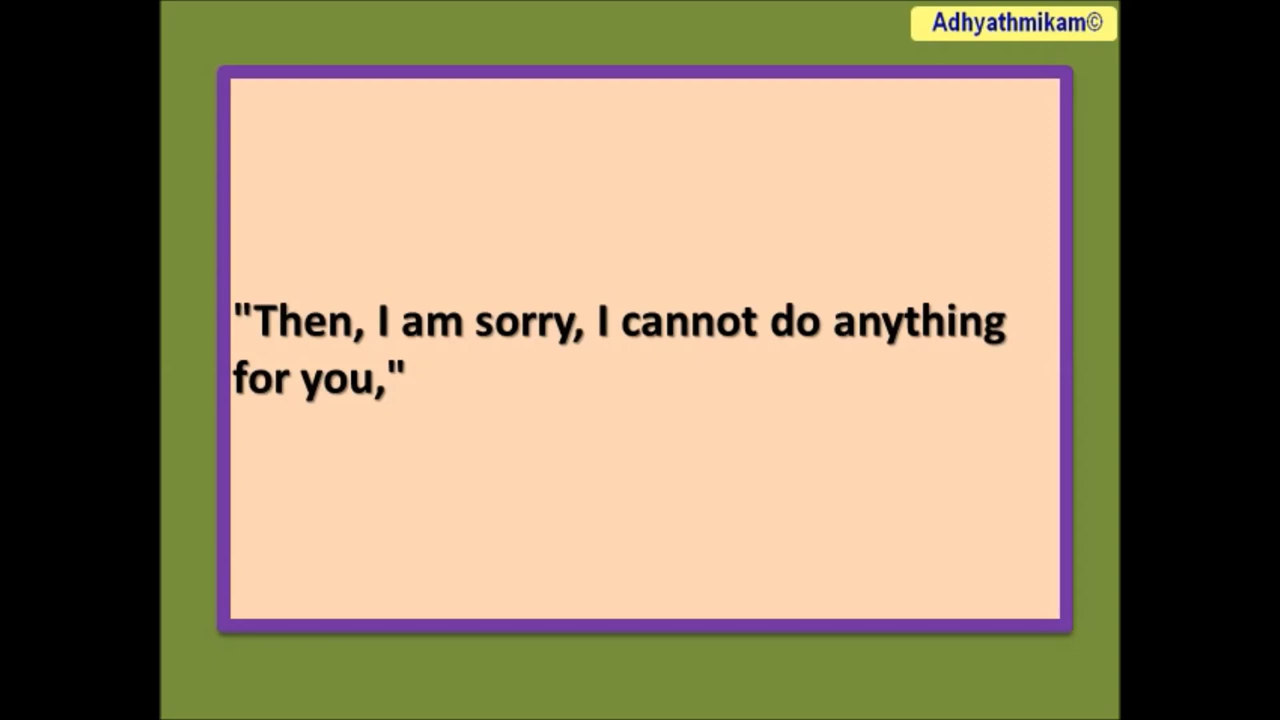 Adhyathmikam©
"Then, I am sorry, I cannot do anything
for you,"